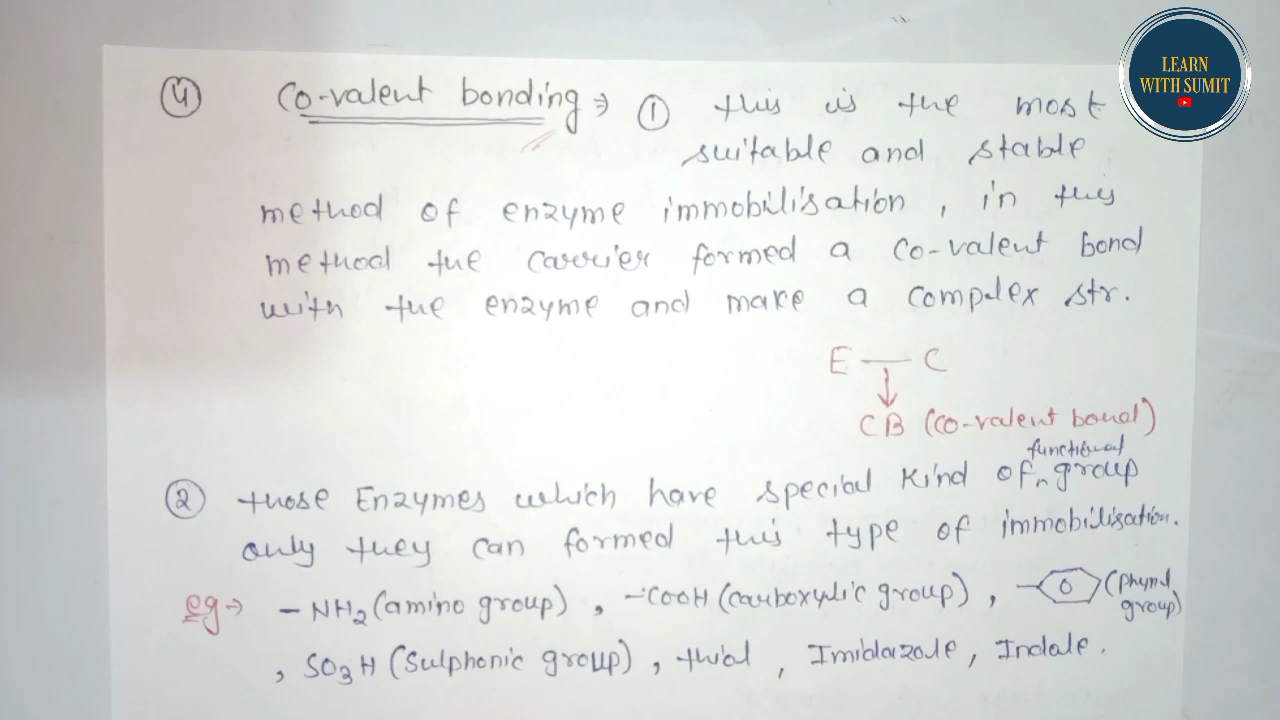 LEARN
WITH SUMIT
④ Co-valent bonding ⇒ ① this is the most
suitable and stable
method of enzyme immobilisation, in this
method the carrier formed a co-valent bond
with the enzyme and make a complex str.
E — C
↓
CB (co-valent bond)
functional
② those Enzymes which have special kind of group
only they can formed this type of immobilisation.
eg→ -NH₂ (amino group), -COOH (carboxylic group), (phynyl
group)
, SO₃H (Sulphonic group), thiol, Imidazole, Indole.